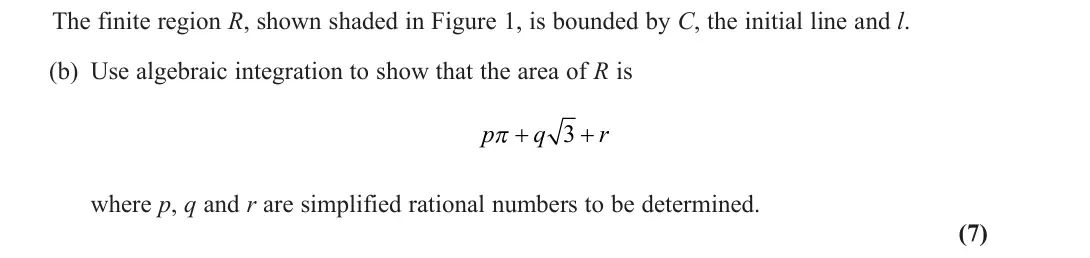 The finite region R, shown shaded in Figure 1, is bounded by C, the initial line and l.
(b) Use algebraic integration to show that the area of R is
pπ + q√3 + r
where p, q and r are simplified rational numbers to be determined.
(7)